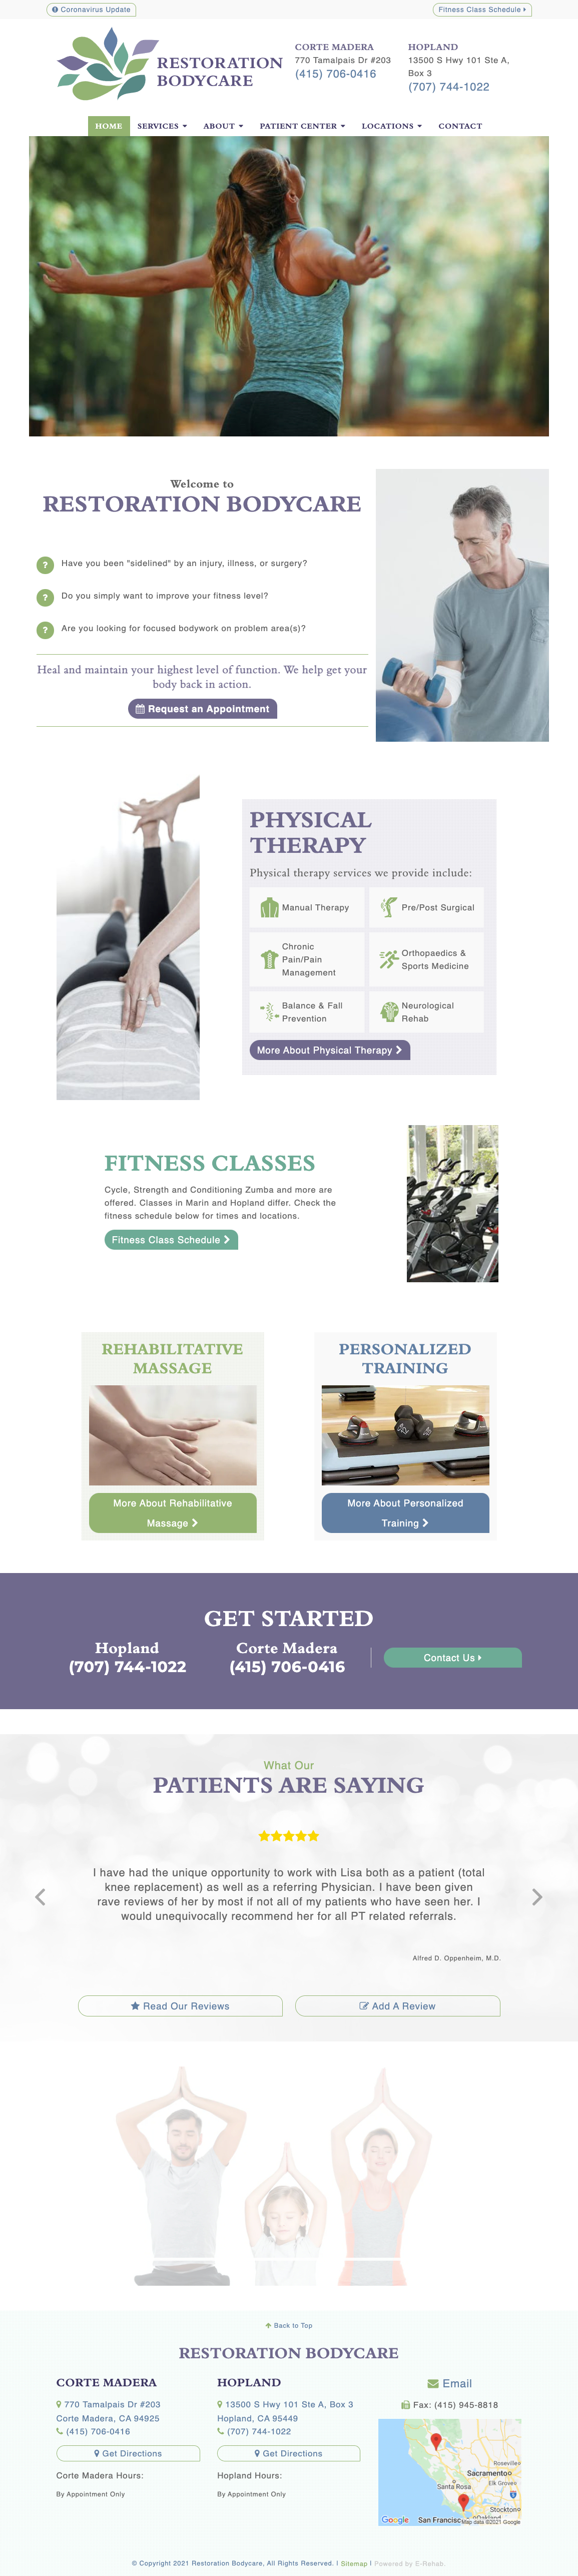 Coronavirus Update
Fitness Class Schedule
RESTORATION
BODYCARE
CORTE MADERA
770 Tamalpais Dr #203
(415) 706-0416
HOPLAND
13500 S Hwy 101 Ste A,
Box 3
(707) 744-1022
HOME SERVICES ABOUT PATIENT CENTER LOCATIONS CONTACT
Welcome to
RESTORATION BODYCARE
Have you been "sidelined" by an injury, illness, or surgery?
Do you simply want to improve your fitness level?
Are you looking for focused bodywork on problem area(s)?
Heal and maintain your highest level of function. We help get your
body back in action.
Request an Appointment
PHYSICAL
THERAPY
Physical therapy services we provide include:
Manual Therapy
Pre/Post Surgical
Chronic
Pain/Pain
Management
Orthopaedics &
Sports Medicine
Balance & Fall
Prevention
Neurological
Rehab
More About Physical Therapy
FITNESS CLASSES
Cycle, Strength and Conditioning Zumba and more are
offered. Classes in Marin and Hopland differ. Check the
fitness schedule below for times and locations.
Fitness Class Schedule
REHABILITATIVE
MASSAGE
More About Rehabilitative
Massage
PERSONALIZED
TRAINING
More About Personalized
Training
GET STARTED
Hopland
(707) 744-1022
Corte Madera
(415) 706-0416
Contact Us
What Our
PATIENTS ARE SAYING
I have had the unique opportunity to work with Lisa both as a patient (total
knee replacement) as well as a referring Physician. I have been given
rave reviews of her by most if not all of my patients who have seen her. I
would unequivocally recommend her for all PT related referrals.
Alfred D. Oppenheim, M.D.
Read Our Reviews
Add A Review
Back to Top
RESTORATION BODYCARE
CORTE MADERA
770 Tamalpais Dr #203
Corte Madera, CA 94925
(415) 706-0416
Get Directions
Corte Madera Hours:
By Appointment Only
HOPLAND
13500 S Hwy 101 Ste A, Box 3
Hopland, CA 95449
(707) 744-1022
Get Directions
Hopland Hours:
By Appointment Only
Email
Fax: (415) 945-8818
Roseville
Sacramento
Elk Grove
Santa Rosa
Stockton
Oakland
San Francisc
Google
Map data ©2021 Google
© Copyright 2021 Restoration Bodycare, All Rights Reserved. | Sitemap | Powered by E-Rehab.